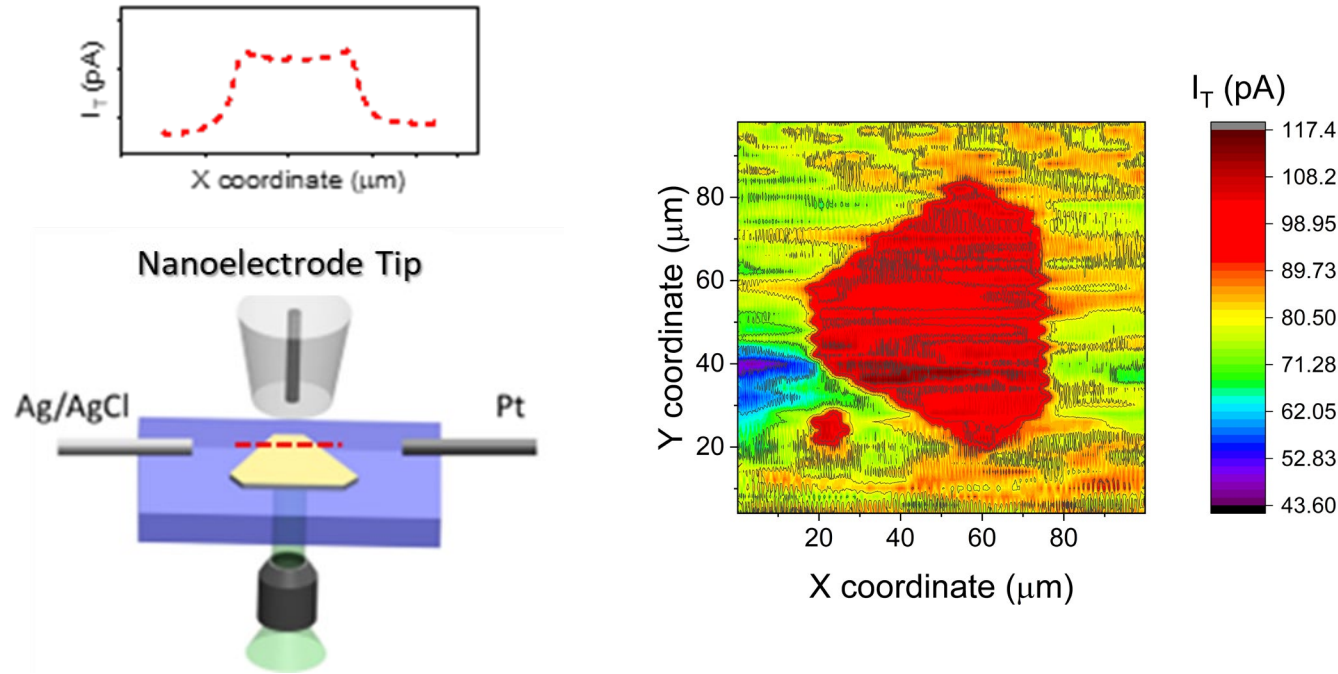 I_T (pA)
X coordinate (μm)
Nanoelectrode Tip
Ag/AgCl
Pt
I_T (pA)
Y coordinate (μm)
80
60
40
20
20 40 60 80
X coordinate (μm)
117.4
108.2
98.95
89.73
80.50
71.28
62.05
52.83
43.60